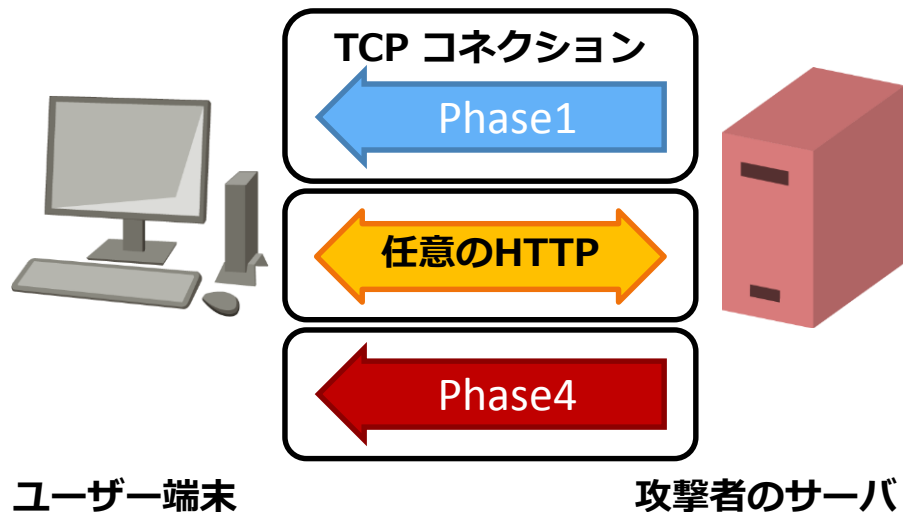 TCP コネクション
Phase1
任意のHTTP
Phase4
ユーザー端末
攻撃者のサーバ